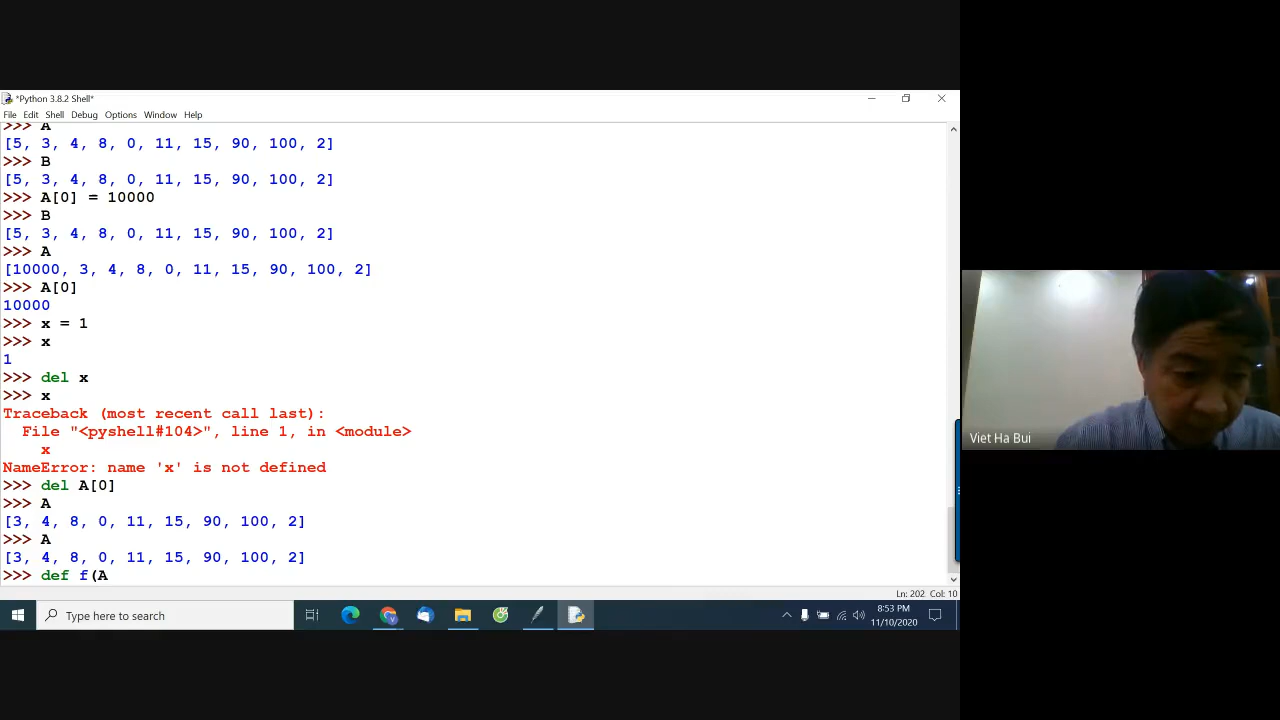 *Python 3.8.2 Shell*
File Edit Shell Debug Options Window Help
>>> A
[5, 3, 4, 8, 0, 11, 15, 90, 100, 2]
>>> B
[5, 3, 4, 8, 0, 11, 15, 90, 100, 2]
>>> A[0] = 10000
>>> B
[5, 3, 4, 8, 0, 11, 15, 90, 100, 2]
>>> A
[10000, 3, 4, 8, 0, 11, 15, 90, 100, 2]
>>> A[0]
10000
>>> x = 1
>>> x
1
>>> del x
>>> x
Traceback (most recent call last):
  File "<pyshell#104>", line 1, in <module>
    x
NameError: name 'x' is not defined
>>> del A[0]
>>> A
[3, 4, 8, 0, 11, 15, 90, 100, 2]
>>> A
[3, 4, 8, 0, 11, 15, 90, 100, 2]
>>> def f(A
Ln: 202 Col: 10
Type here to search
8:53 PM
11/10/2020
Viet Ha Bui